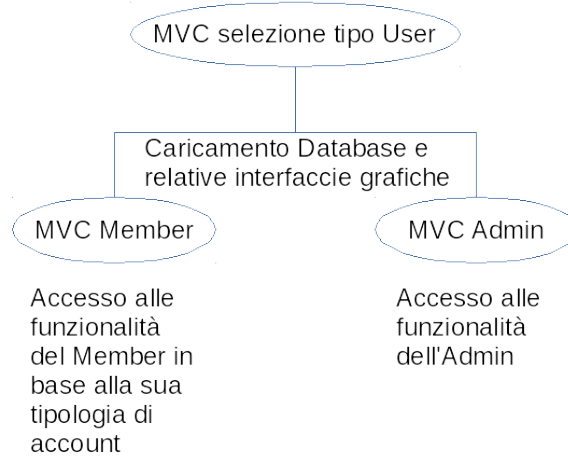 MVC selezione tipo User
Caricamento Database e
relative interfaccie grafiche
MVC Member
MVC Admin
Accesso alle
funzionalità
del Member in
base alla sua
tipologia di
account
Accesso alle
funzionalità
dell'Admin